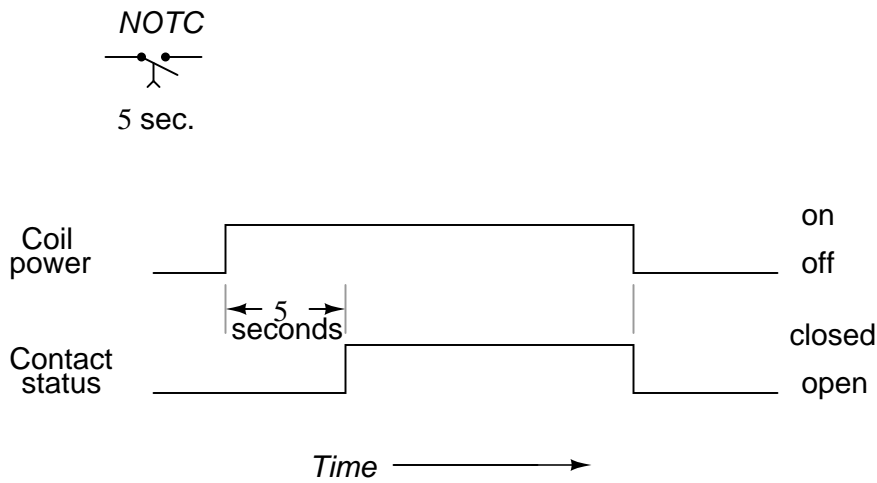 NOTC
5 sec.
Coil
power
on
off
5
seconds
Contact
status
closed
open
Time